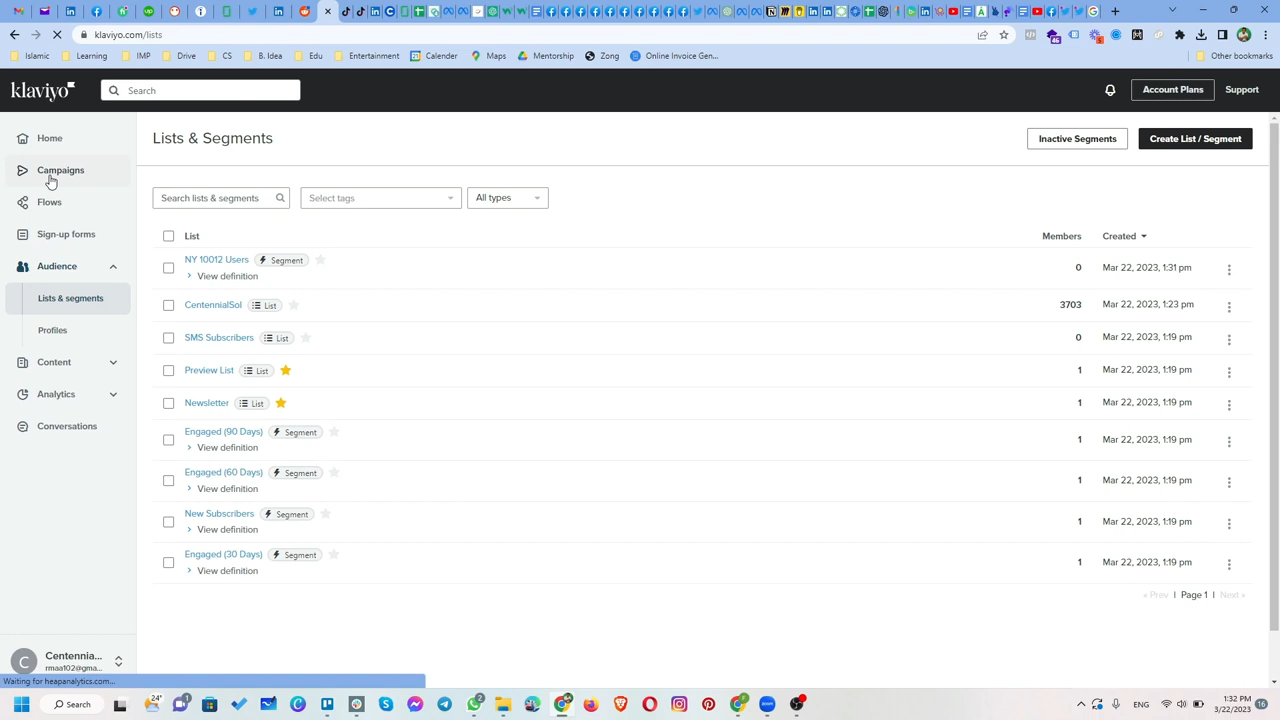 klaviyo.com/lists
Islamic
Learning
IMP
Drive
CS
B. Idea
Edu
Entertainment
Calender
Maps
Mentorship
Zong
Online Invoice Gen...
Other bookmarks
klaviyo
Search
Account Plans
Support
Home
Campaigns
Flows
Sign-up forms
Audience
Lists & segments
Profiles
Content
Analytics
Conversations
Lists & Segments
Inactive Segments
Create List / Segment
Search lists & segments
Select tags
All types
List Members Created
NY 10012 Users Segment 0 Mar 22, 2023, 1:31 pm
View definition
CentennialSol List 3703 Mar 22, 2023, 1:23 pm
SMS Subscribers List 0 Mar 22, 2023, 1:19 pm
Preview List List 1 Mar 22, 2023, 1:19 pm
Newsletter List 1 Mar 22, 2023, 1:19 pm
Engaged (90 Days) Segment 1 Mar 22, 2023, 1:19 pm
View definition
Engaged (60 Days) Segment 1 Mar 22, 2023, 1:19 pm
View definition
New Subscribers Segment 1 Mar 22, 2023, 1:19 pm
View definition
Engaged (30 Days) Segment 1 Mar 22, 2023, 1:19 pm
View definition
« Prev | Page 1 | Next »
C
Centennia...
rmaa102@gma...
Waiting for heapanalytics.com...
24°
Search
ENG
1:32 PM
3/22/2023